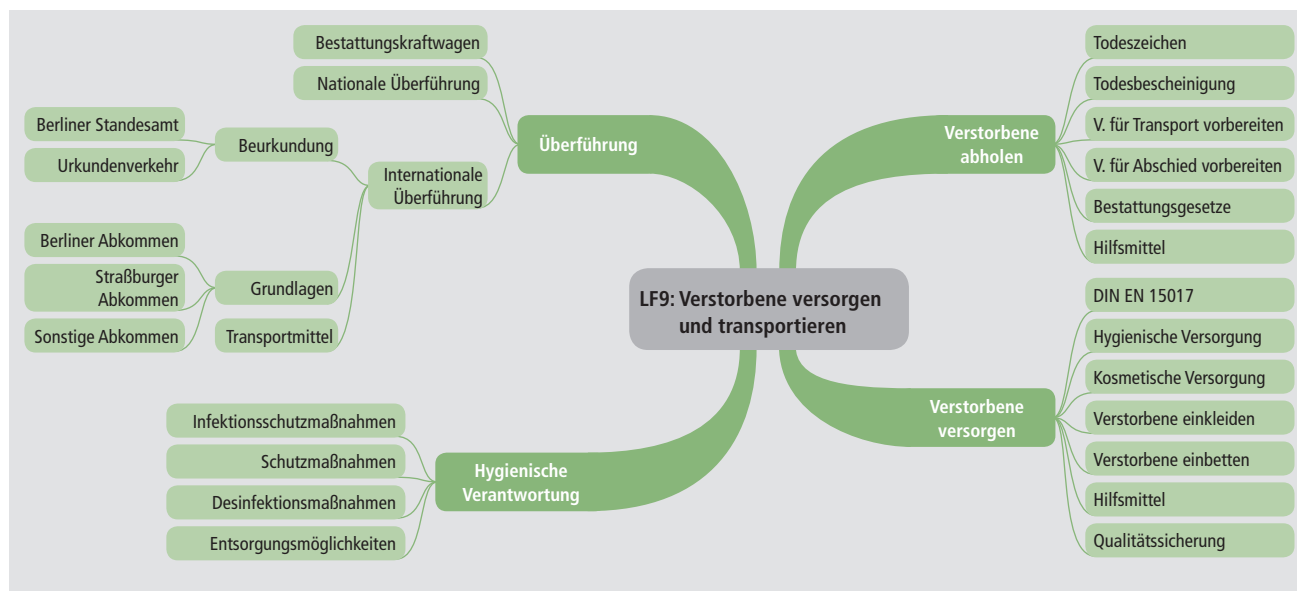 LF9: Verstorbene versorgen
und transportieren
Überführung
Bestattungskraftwagen
Nationale Überführung
Internationale
Überführung
Beurkundung
Berliner Standesamt
Urkundenverkehr
Grundlagen
Berliner Abkommen
Straßburger
Abkommen
Sonstige Abkommen
Transportmittel
Hygienische
Verantwortung
Infektionsschutzmaßnahmen
Schutzmaßnahmen
Desinfektionsmaßnahmen
Entsorgungsmöglichkeiten
Verstorbene
abholen
Todeszeichen
Todesbescheinigung
V. für Transport vorbereiten
V. für Abschied vorbereiten
Bestattungsgesetze
Hilfsmittel
Verstorbene
versorgen
DIN EN 15017
Hygienische Versorgung
Kosmetische Versorgung
Verstorbene einkleiden
Verstorbene einbetten
Hilfsmittel
Qualitätssicherung